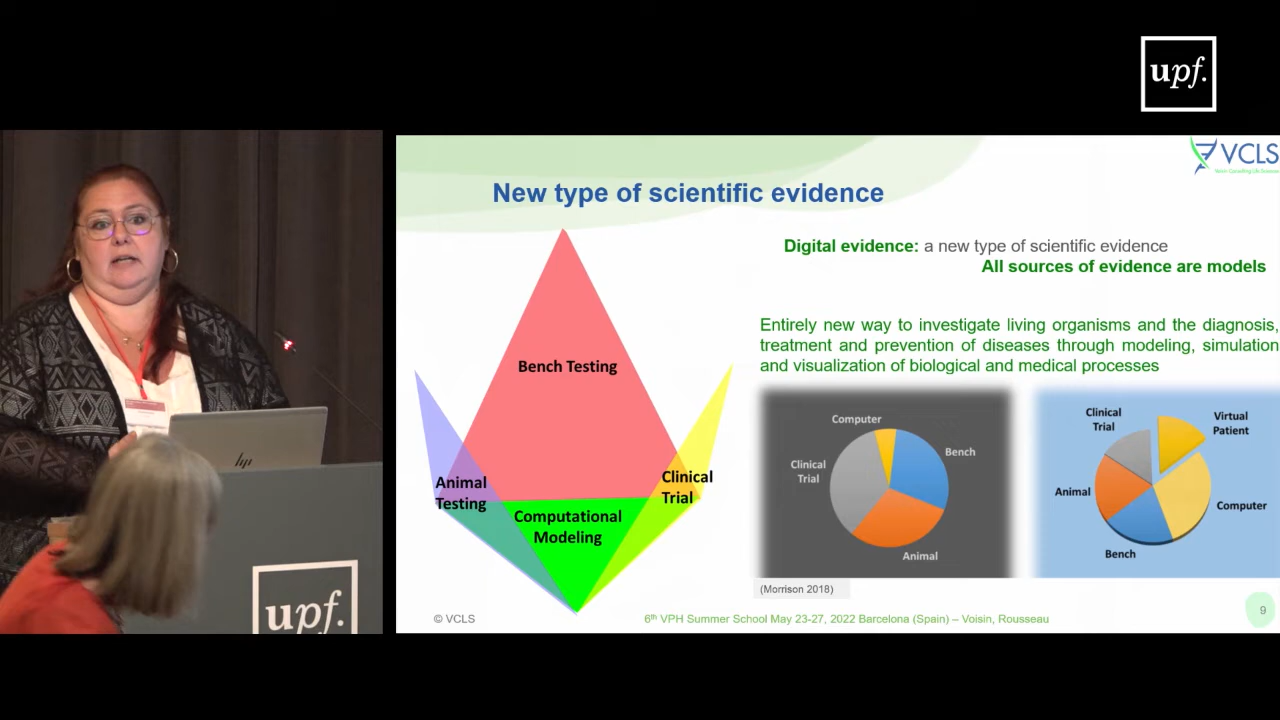 upf.
VCLS
New type of scientific evidence
Digital evidence: a new type of scientific evidence
All sources of evidence are models
Entirely new way to investigate living organisms and the diagnosis,
treatment and prevention of diseases through modeling, simulation
and visualization of biological and medical processes
Bench Testing
Animal
Testing
Clinical
Trial
Computational
Modeling
Computer
Bench
Clinical
Trial
Animal
Clinical
Trial
Virtual
Patient
Animal
Computer
Bench
(Morrison 2018)
© VCLS
6th VPH Summer School May 23-27, 2022 Barcelona (Spain) – Voisin, Rousseau
9
hp
upf.